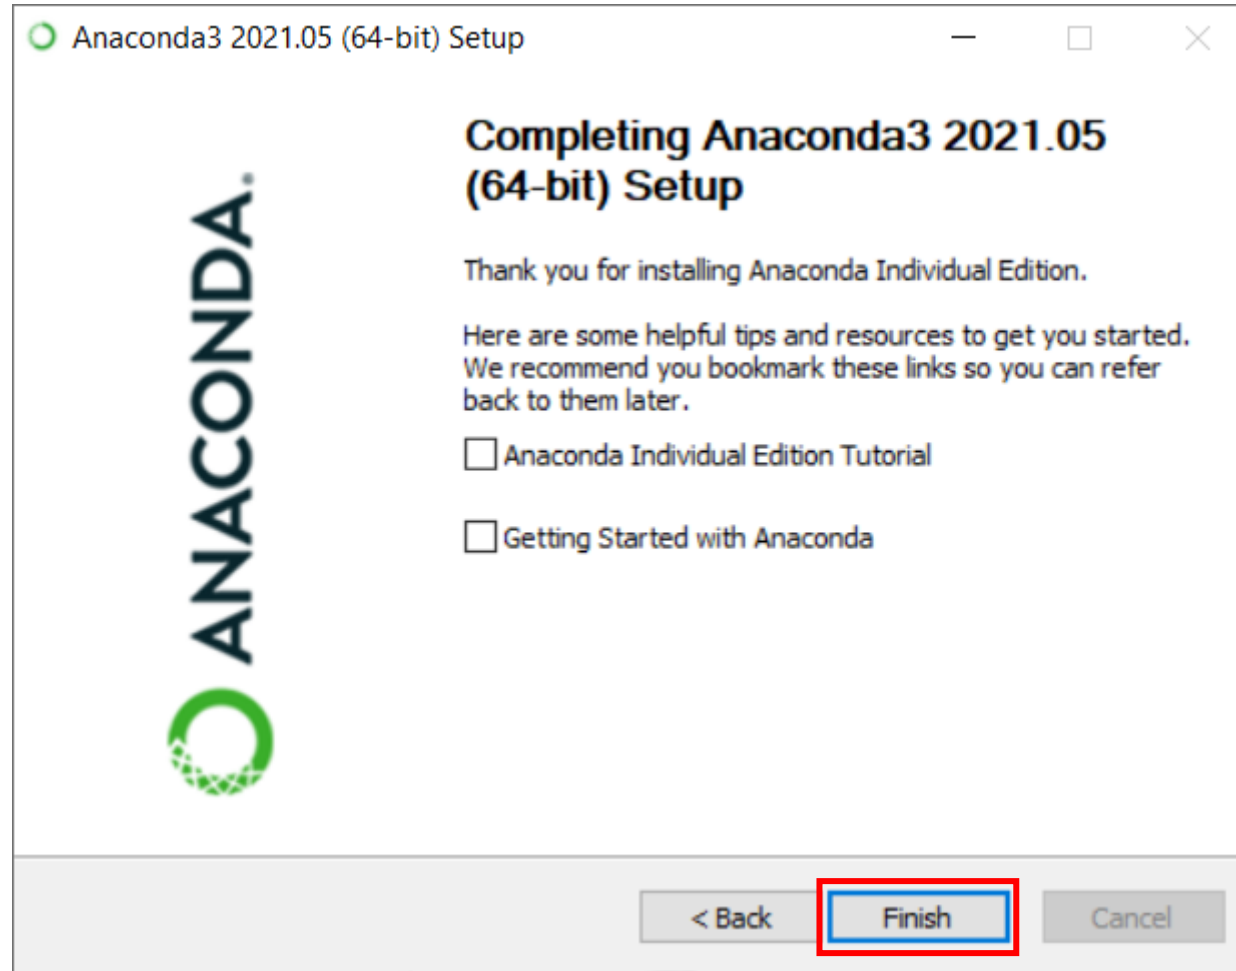 Anaconda3 2021.05 (64-bit) Setup
ANACONDA.
Completing Anaconda3 2021.05
(64-bit) Setup
Thank you for installing Anaconda Individual Edition.
Here are some helpful tips and resources to get you started.
We recommend you bookmark these links so you can refer
back to them later.
Anaconda Individual Edition Tutorial
Getting Started with Anaconda
< Back
Finish
Cancel